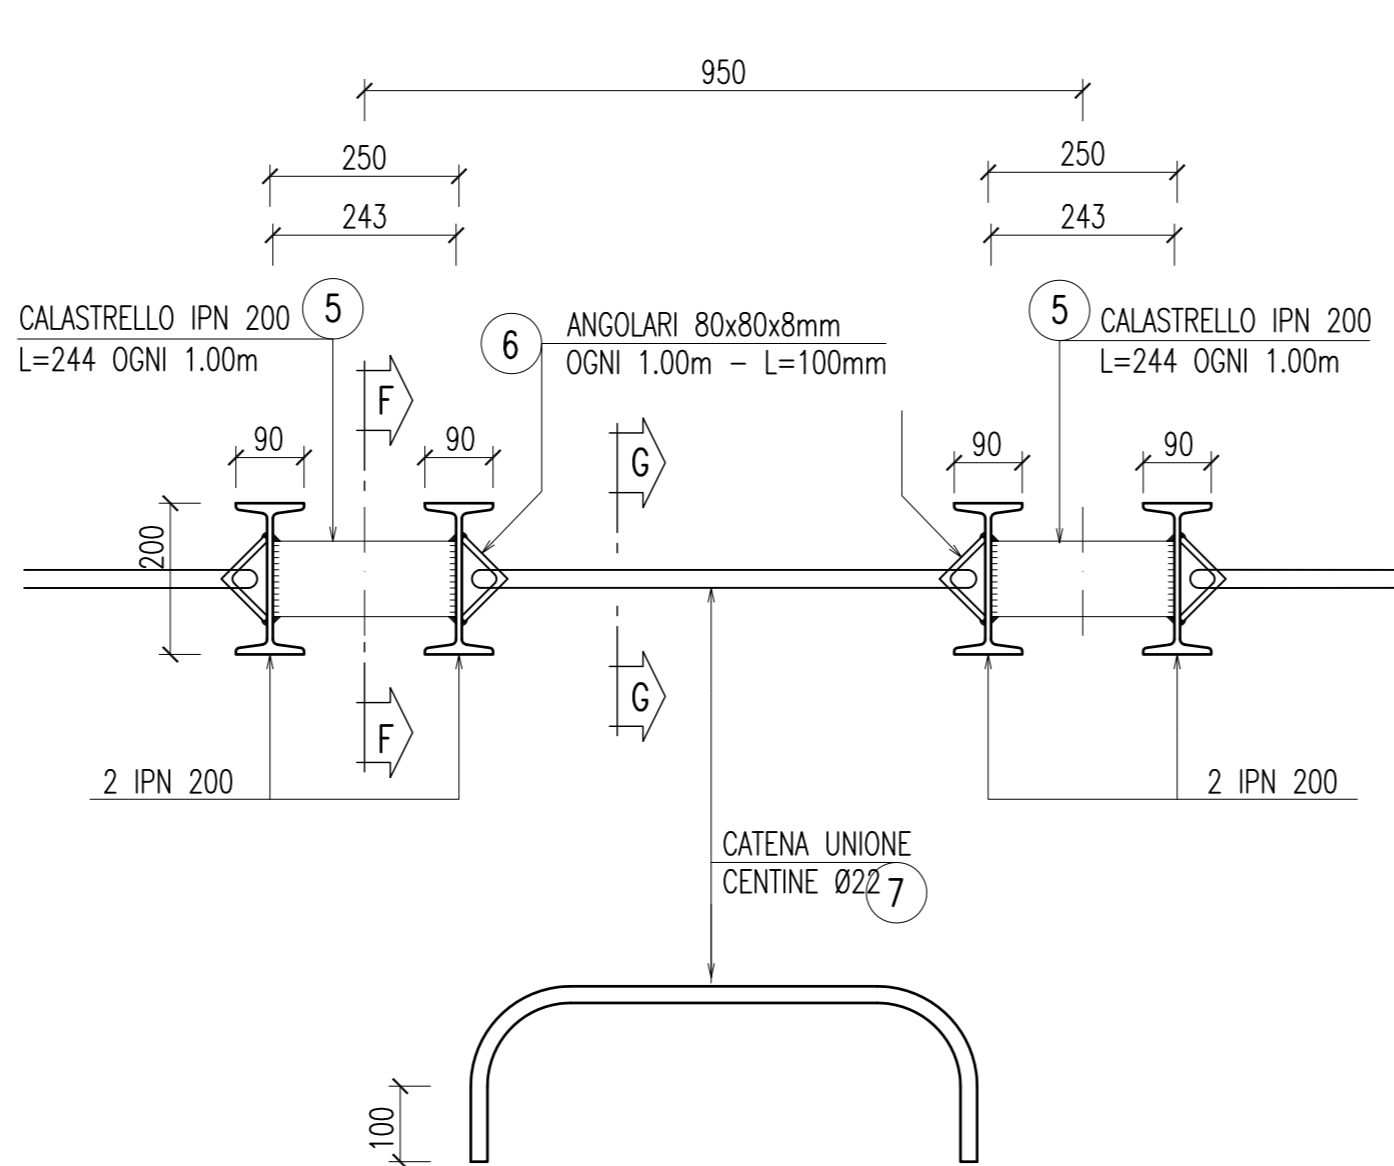 950
250
250
243
243
CALASTRELLO IPN 200
L=244 OGNI 1.00m
5
6
ANGOLARI 80x80x8mm
OGNI 1.00m – L=100mm
5
CALASTRELLO IPN 200
L=244 OGNI 1.00m
F
G
90
90
90
90
200
F
G
2 IPN 200
2 IPN 200
CATENA UNIONE
CENTINE Ø22
7
100